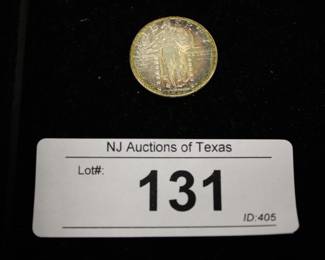 NJ Auctions of Texas
Lot#:
131
ID:405